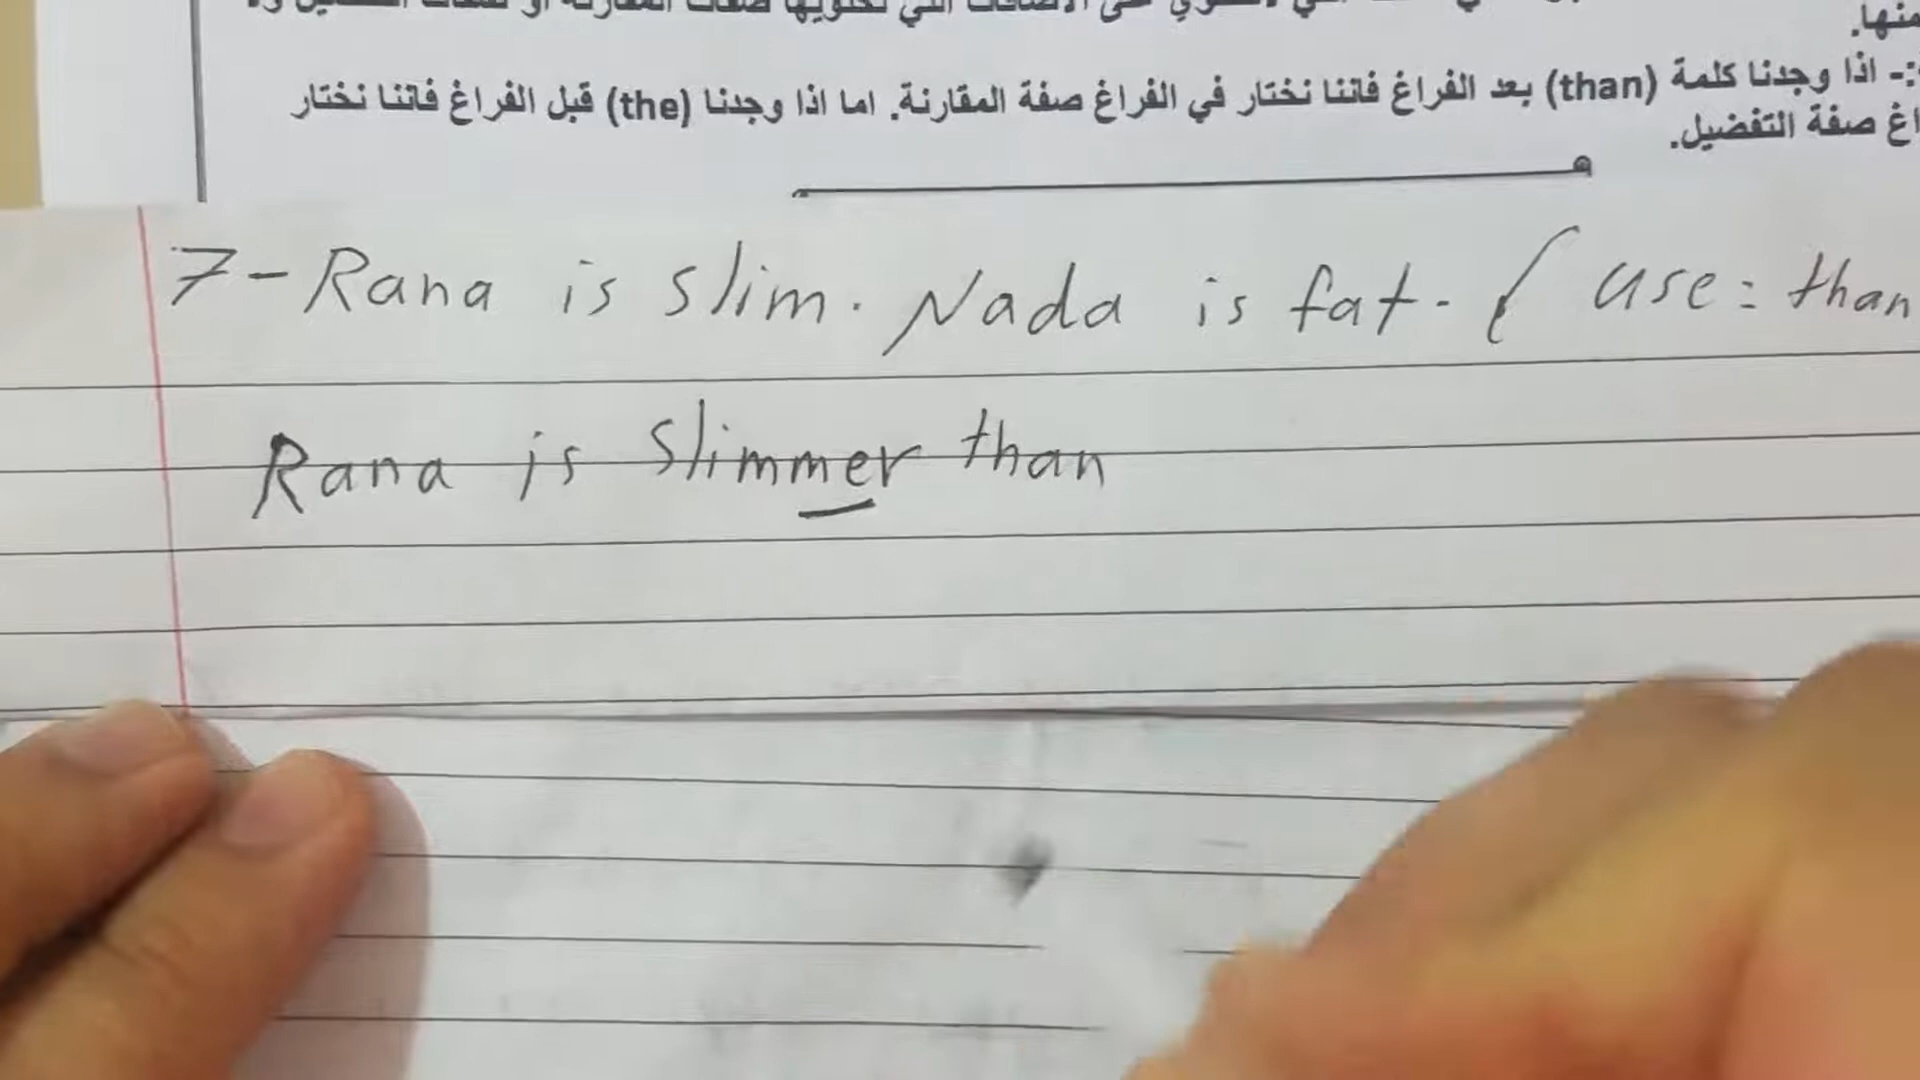 منها.
:- اذا وجدنا كلمة (than) بعد الفراغ فاننا نختار في الفراغ صفة المقارنة. اما اذا وجدنا (the) قبل الفراغ فاننا نختار
صفة التفضيل.
7- Rana is slim. Nada is fat. ( use: than
Rana is slimmer than